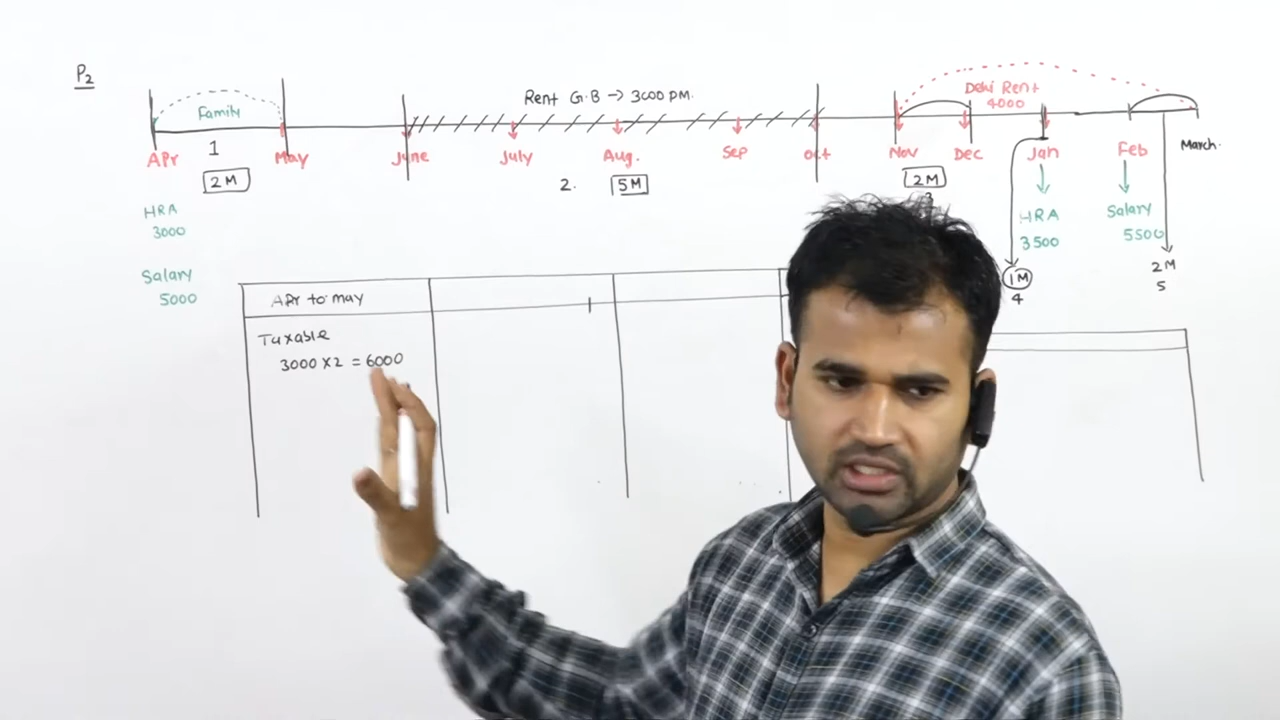 P2
Family
Rent G.B → 3000 PM.
Delhi Rent
4000
APr
May
June
July
Aug.
Sep
oct
Nov
Dec
Jan
Feb
March.
1
2M
2.
5M
2M
3
HRA
3000
Salary
5000
HRA
3500
Salary
5500
1M
4
2M
5
APr to may
Taxable
3000 X2 = 6000